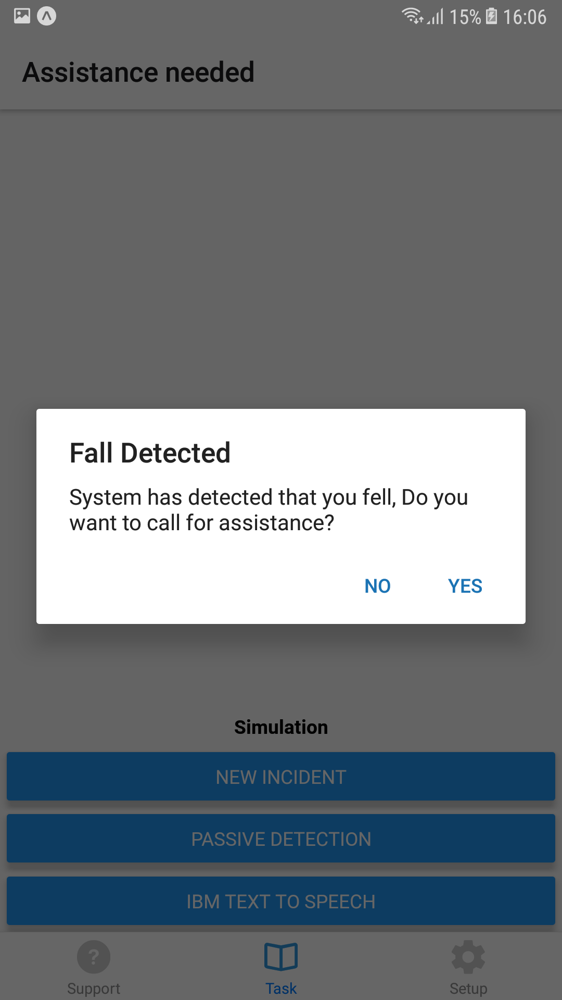 15% 16:06
Assistance needed
Fall Detected
System has detected that you fell, Do you
want to call for assistance?
NO YES
Simulation
NEW INCIDENT
PASSIVE DETECTION
IBM TEXT TO SPEECH
Support Task Setup